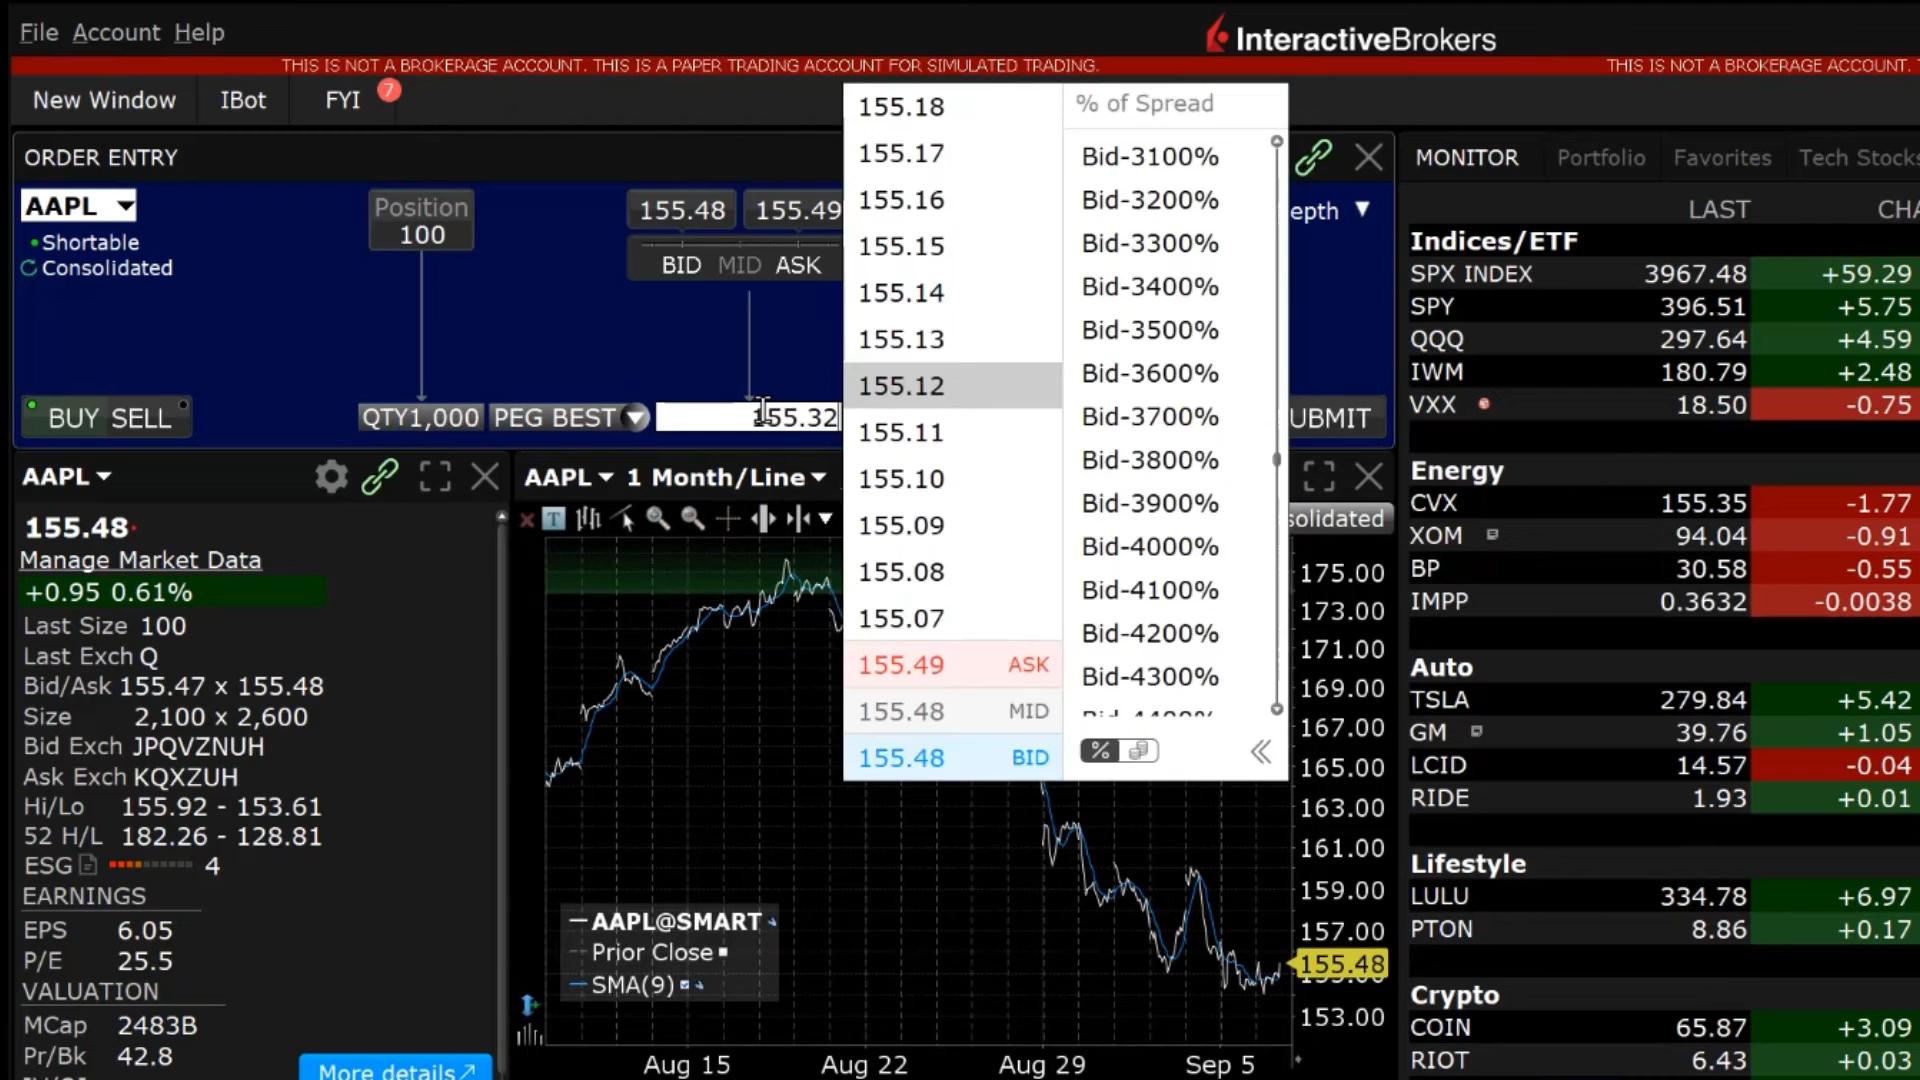 File Account Help
InteractiveBrokers
THIS IS NOT A BROKERAGE ACCOUNT. THIS IS A PAPER TRADING ACCOUNT FOR SIMULATED TRADING.
THIS IS NOT A BROKERAGE ACCOUNT.
New Window IBot FYI 7
ORDER ENTRY
AAPL
Shortable
Consolidated
Position
100
155.48 155.49
BID MID ASK
epth
BUY SELL
QTY1,000 PEG BEST 155.32
UBMIT
155.18
155.17
155.16
155.15
155.14
155.13
155.12
155.11
155.10
155.09
155.08
155.07
155.49 ASK
155.48 MID
155.48 BID
% of Spread
Bid-3100%
Bid-3200%
Bid-3300%
Bid-3400%
Bid-3500%
Bid-3600%
Bid-3700%
Bid-3800%
Bid-3900%
Bid-4000%
Bid-4100%
Bid-4200%
Bid-4300%
%
AAPL
155.48
Manage Market Data
+0.95 0.61%
Last Size 100
Last Exch Q
Bid/Ask 155.47 x 155.48
Size 2,100 x 2,600
Bid Exch JPQVZNUH
Ask Exch KQXZUH
Hi/Lo 155.92 - 153.61
52 H/L 182.26 - 128.81
ESG 4
EARNINGS
EPS 6.05
P/E 25.5
VALUATION
MCap 2483B
Pr/Bk 42.8
More details
AAPL 1 Month/Line
T
solidated
175.00
173.00
171.00
169.00
167.00
165.00
163.00
161.00
159.00
157.00
155.48
153.00
AAPL@SMART
Prior Close
SMA(9)
Aug 15 Aug 22 Aug 29 Sep 5
MONITOR Portfolio Favorites Tech Stocks
LAST CHA
Indices/ETF
SPX INDEX 3967.48 +59.29
SPY 396.51 +5.75
QQQ 297.64 +4.59
IWM 180.79 +2.48
VXX 18.50 -0.75
Energy
CVX 155.35 -1.77
XOM 94.04 -0.91
BP 30.58 -0.55
IMPP 0.3632 -0.0038
Auto
TSLA 279.84 +5.42
GM 39.76 +1.05
LCID 14.57 -0.04
RIDE 1.93 +0.01
Lifestyle
LULU 334.78 +6.97
PTON 8.86 +0.17
Crypto
COIN 65.87 +3.09
RIOT 6.43 +0.03